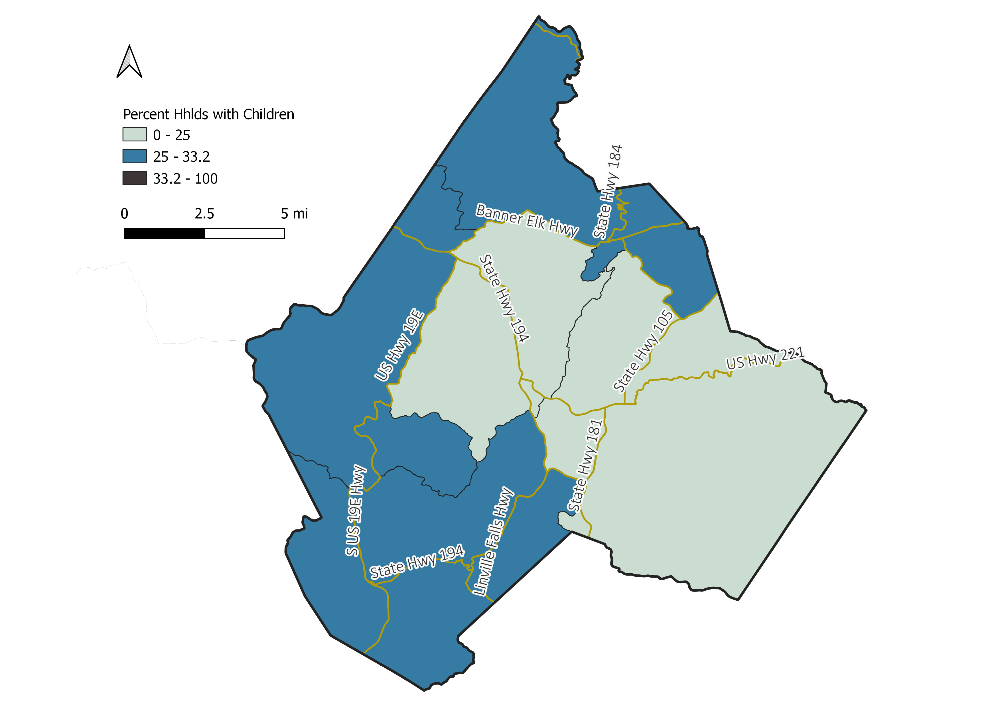 Percent Hhlds with Children
0 - 25
25 - 33.2
33.2 - 100
0 2.5 5 mi
State Hwy 184
Banner Elk Hwy
State Hwy 194
US Hwy 19E
State Hwy 105
US Hwy 221
State Hwy 181
S US 19E Hwy
Linville Falls Hwy
State Hwy 194